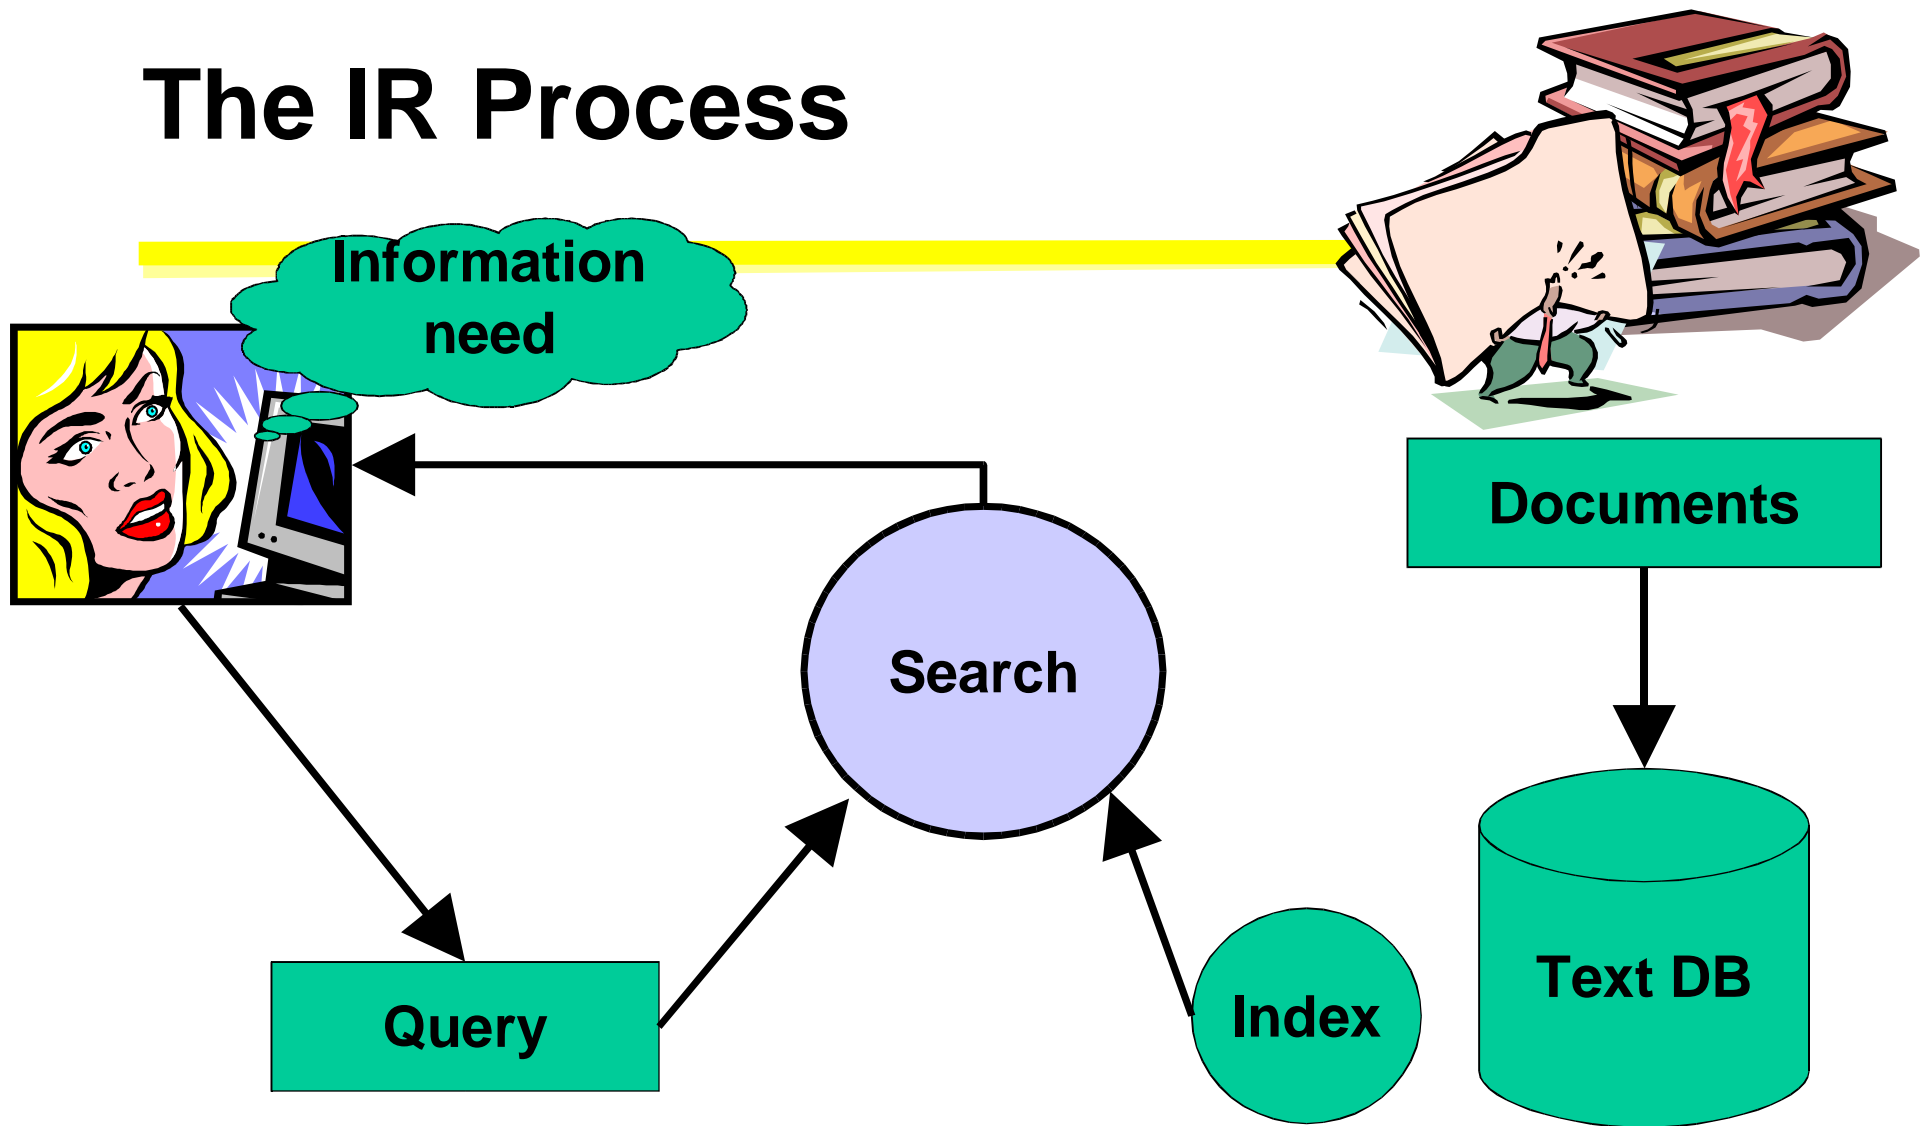 The IR Process
Information
need
Documents
Search
Text DB
Index
Query